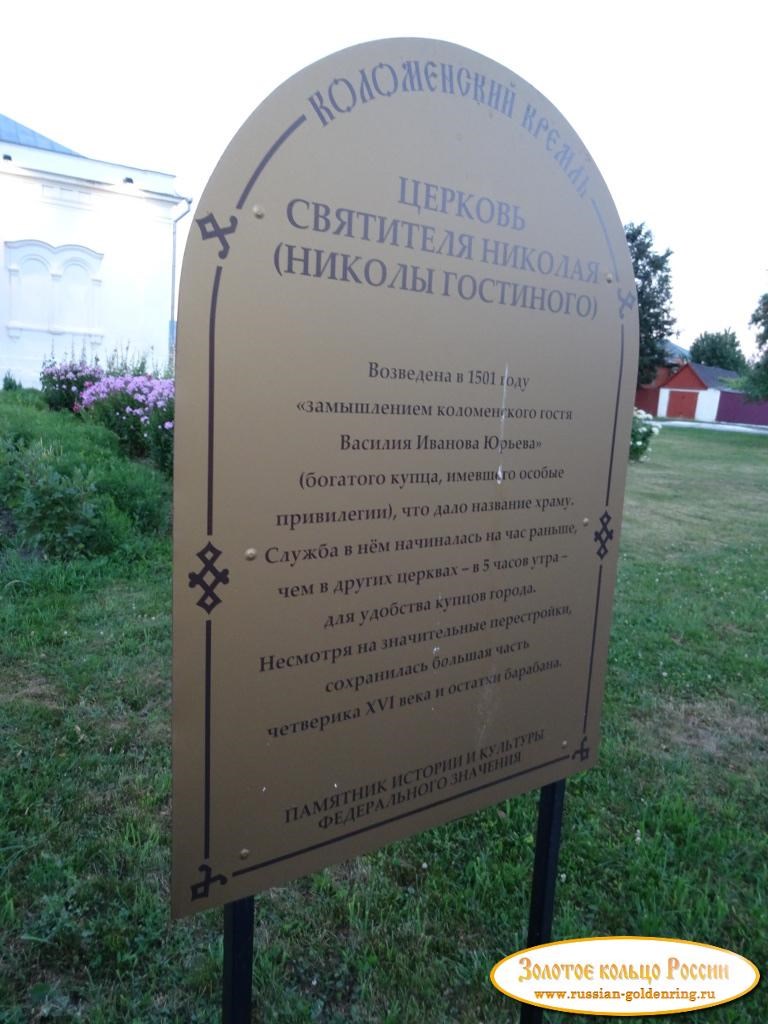 КОЛОМЕНСКИЙ КРЕМЛЬ
ЦЕРКОВЬ
СВЯТИТЕЛЯ НИКОЛАЯ
(НИКОЛЫ ГОСТИНОГО)
Возведена в 1501 году
«замышлением коломенского гостя
Василия Иванова Юрьева»
(богатого купца, имевшего особые
привилегии), что дало название храму.
Служба в нём начиналась на час раньше,
чем в других церквах – в 5 часов утра –
для удобства купцов города.
Несмотря на значительные перестройки,
сохранилась большая часть
четверика XVI века и остатки барабана.
ПАМЯТНИК ИСТОРИИ И КУЛЬТУРЫ
ФЕДЕРАЛЬНОГО ЗНАЧЕНИЯ
Золотое кольцо России
www.russian-goldenring.ru